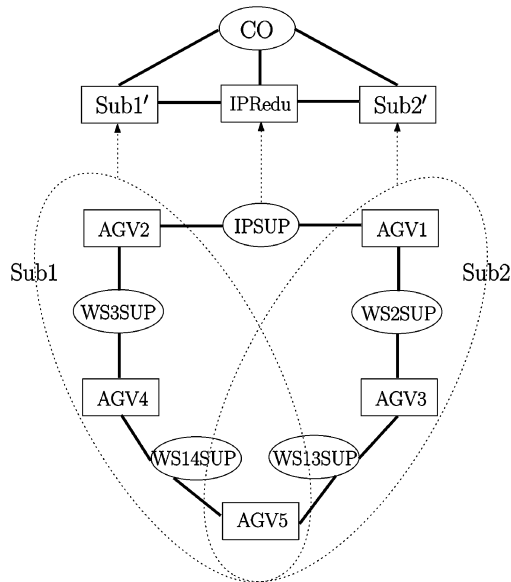 CO
Sub1′
IPRedu
Sub2′
AGV2
IPSUP
AGV1
Sub1
Sub2
WS3SUP
WS2SUP
AGV4
AGV3
WS14SUP
WS13SUP
AGV5